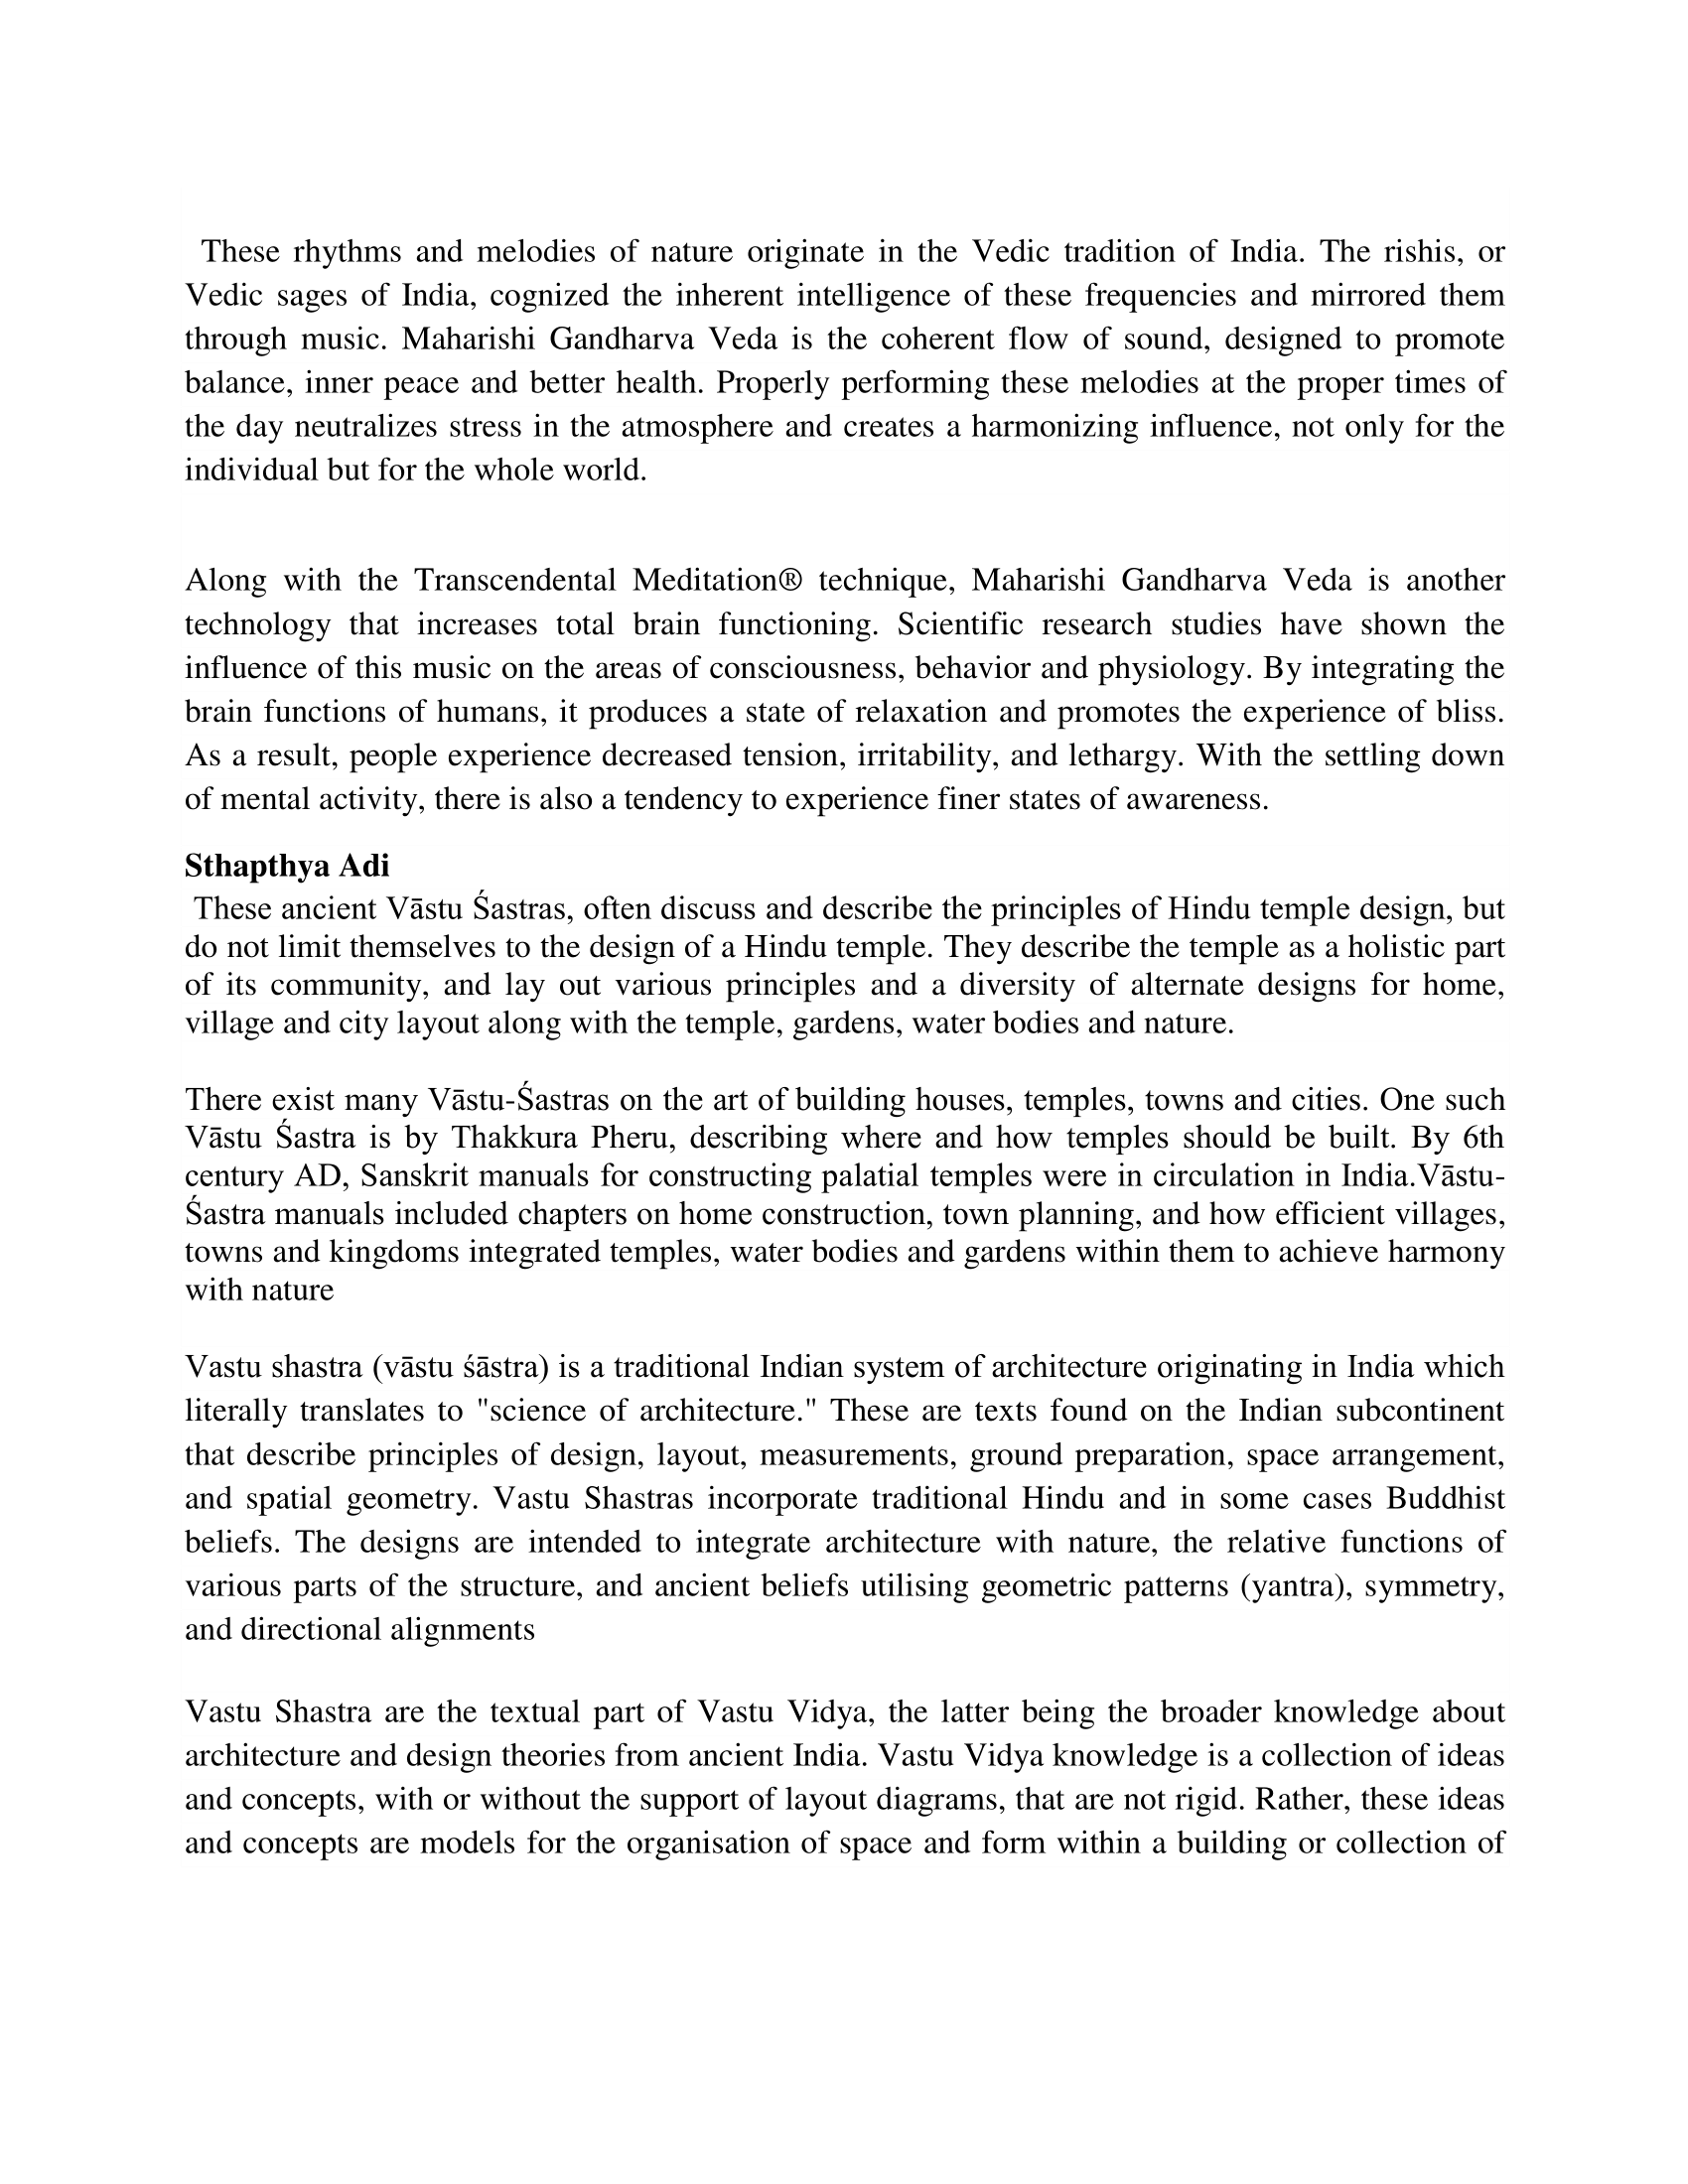 These rhythms and melodies of nature originate in the Vedic tradition of India. The rishis, or
Vedic sages of India, cognized the inherent intelligence of these frequencies and mirrored them
through music. Maharishi Gandharva Veda is the coherent flow of sound, designed to promote
balance, inner peace and better health. Properly performing these melodies at the proper times of
the day neutralizes stress in the atmosphere and creates a harmonizing influence, not only for the
individual but for the whole world.
Along with the Transcendental Meditation® technique, Maharishi Gandharva Veda is another
technology that increases total brain functioning. Scientific research studies have shown the
influence of this music on the areas of consciousness, behavior and physiology. By integrating the
brain functions of humans, it produces a state of relaxation and promotes the experience of bliss.
As a result, people experience decreased tension, irritability, and lethargy. With the settling down
of mental activity, there is also a tendency to experience finer states of awareness.
Sthapthya Adi
These ancient Vāstu Śastras, often discuss and describe the principles of Hindu temple design, but
do not limit themselves to the design of a Hindu temple. They describe the temple as a holistic part
of its community, and lay out various principles and a diversity of alternate designs for home,
village and city layout along with the temple, gardens, water bodies and nature.
There exist many Vāstu-Śastras on the art of building houses, temples, towns and cities. One such
Vāstu Śastra is by Thakkura Pheru, describing where and how temples should be built. By 6th
century AD, Sanskrit manuals for constructing palatial temples were in circulation in India.Vāstu-
Śastra manuals included chapters on home construction, town planning, and how efficient villages,
towns and kingdoms integrated temples, water bodies and gardens within them to achieve harmony
with nature
Vastu shastra (vāstu śāstra) is a traditional Indian system of architecture originating in India which
literally translates to "science of architecture." These are texts found on the Indian subcontinent
that describe principles of design, layout, measurements, ground preparation, space arrangement,
and spatial geometry. Vastu Shastras incorporate traditional Hindu and in some cases Buddhist
beliefs. The designs are intended to integrate architecture with nature, the relative functions of
various parts of the structure, and ancient beliefs utilising geometric patterns (yantra), symmetry,
and directional alignments
Vastu Shastra are the textual part of Vastu Vidya, the latter being the broader knowledge about
architecture and design theories from ancient India. Vastu Vidya knowledge is a collection of ideas
and concepts, with or without the support of layout diagrams, that are not rigid. Rather, these ideas
and concepts are models for the organisation of space and form within a building or collection of